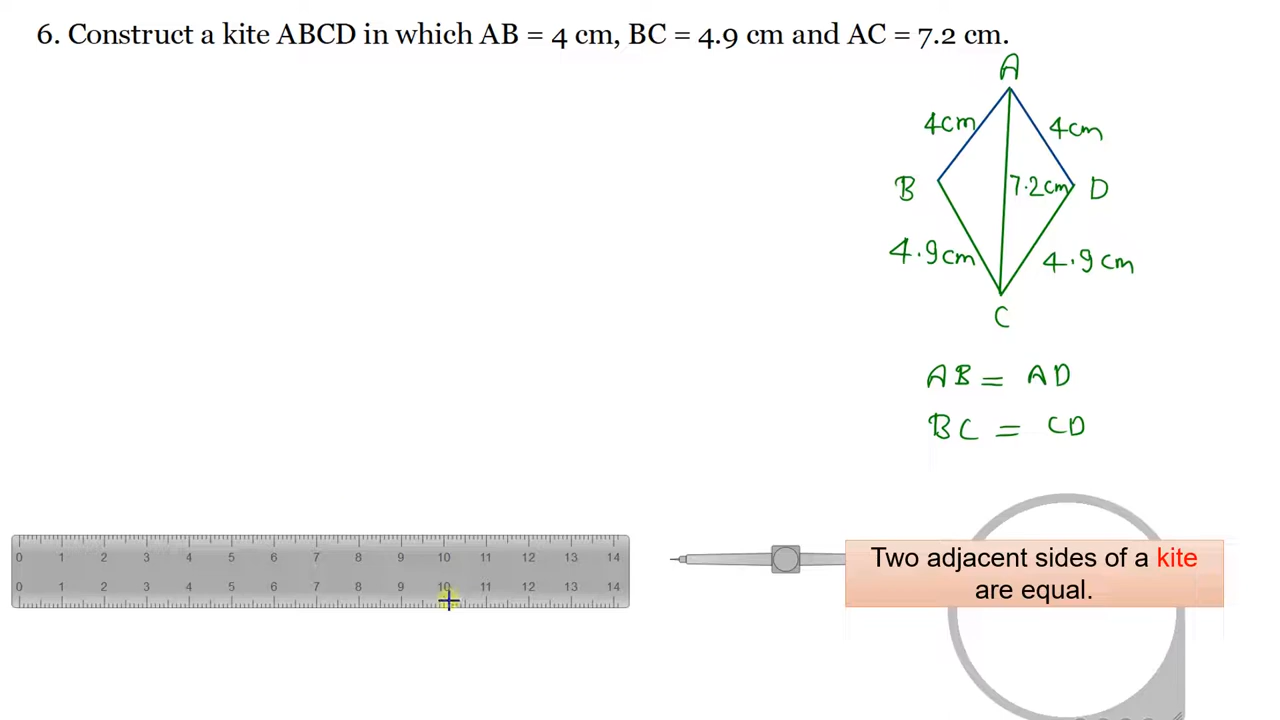 6. Construct a kite ABCD in which AB = 4 cm, BC = 4.9 cm and AC = 7.2 cm.
A
4cm 4cm
B 7.2cm D
4.9cm 4.9cm
C
AB = AD
BC = CD
0 1 2 3 4 5 6 7 8 9 10 11 12 13 14
0 1 2 3 4 5 6 7 8 9 10 11 12 13 14
Two adjacent sides of a kite
are equal.